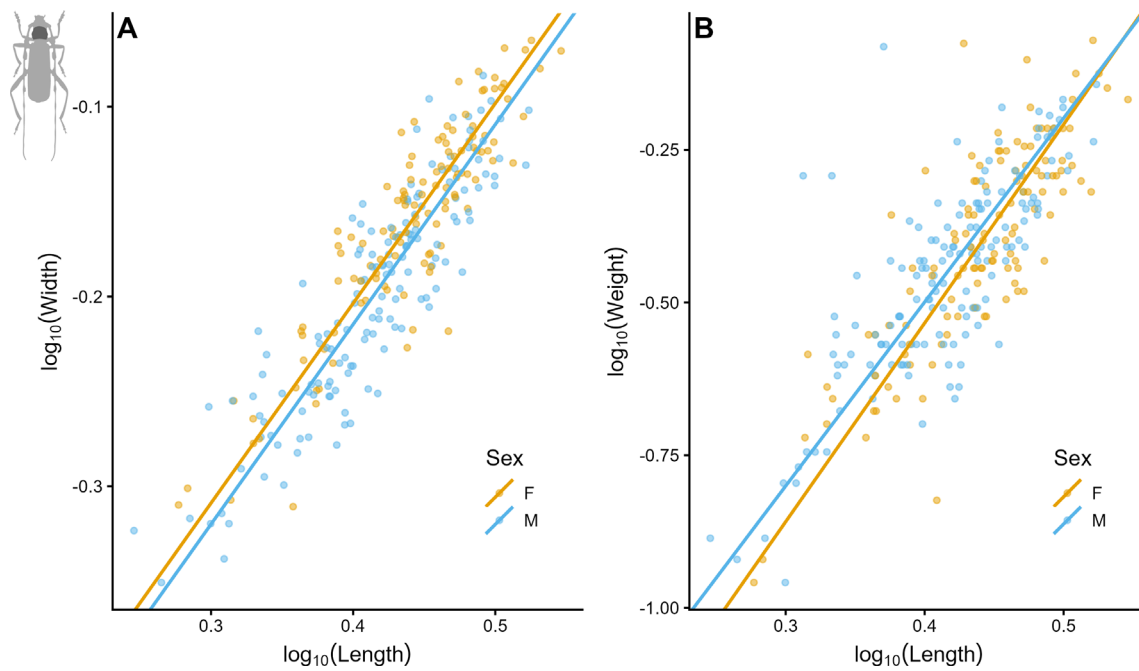 A
log10(Width)
-0.1
-0.2
-0.3
0.3
0.4
0.5
log10(Length)
Sex
F
M
B
log10(Weight)
-0.25
-0.50
-0.75
-1.00
0.3
0.4
0.5
log10(Length)
Sex
F
M